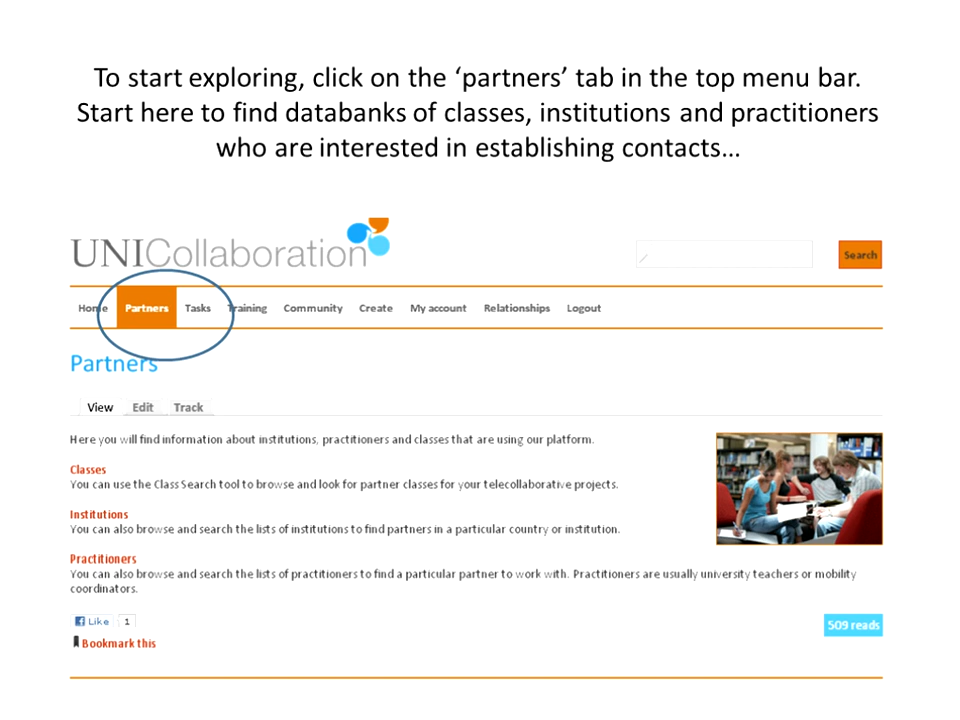 To start exploring, click on the ‘partners’ tab in the top menu bar.
Start here to find databanks of classes, institutions and practitioners
who are interested in establishing contacts...
UNICollaboration
Search
Home Partners Tasks Training Community Create My account Relationships Logout
Partners
View Edit Track
Here you will find information about institutions, practitioners and classes that are using our platform.
Classes
You can use the Class Search tool to browse and look for partner classes for your telecollaborative projects.
Institutions
You can also browse and search the lists of institutions to find partners in a particular country or institution.
Practitioners
You can also browse and search the lists of practitioners to find a particular partner to work with. Practitioners are usually university teachers or mobility
coordinators.
Like 1
509 reads
Bookmark this